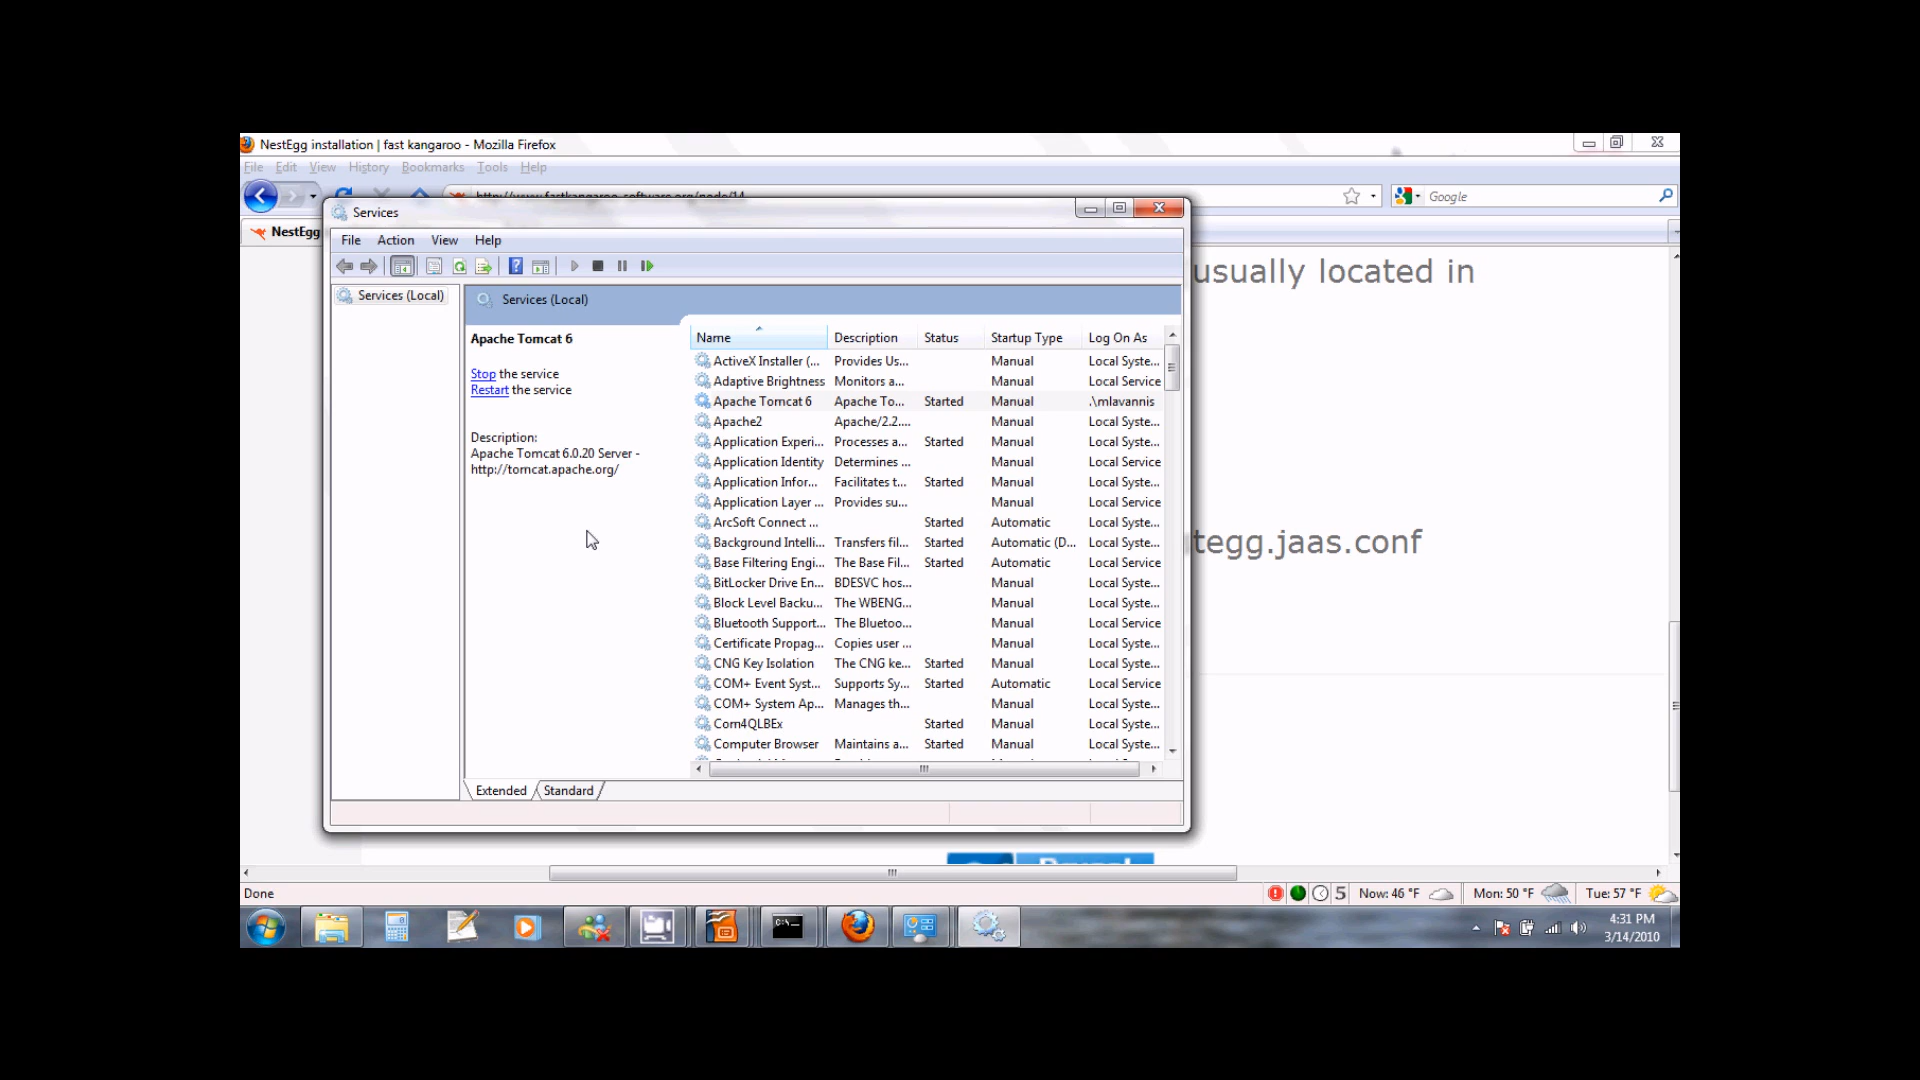 NestEgg installation | fast kangaroo - Mozilla Firefox
File Edit View History Bookmarks Tools Help
http://www.fastkangaroo-software.org/node/14
Google
NestEgg
usually located in
tegg.jaas.conf
Services
File Action View Help
Services (Local)
Services (Local)
Apache Tomcat 6
Stop the service
Restart the service
Description:
Apache Tomcat 6.0.20 Server -
http://tomcat.apache.org/
Name Description Status Startup Type Log On As
ActiveX Installer (... Provides Us... Manual Local Syste...
Adaptive Brightness Monitors a... Manual Local Service
Apache Tomcat 6 Apache To... Started Manual .\mlavannis
Apache2 Apache/2.2.... Manual Local Syste...
Application Experi... Processes a... Started Manual Local Syste...
Application Identity Determines ... Manual Local Service
Application Infor... Facilitates t... Started Manual Local Syste...
Application Layer ... Provides su... Manual Local Service
ArcSoft Connect ... Started Automatic Local Syste...
Background Intelli... Transfers fil... Started Automatic (D... Local Syste...
Base Filtering Engi... The Base Fil... Started Automatic Local Service
BitLocker Drive En... BDESVC hos... Manual Local Syste...
Block Level Backu... The WBENG... Manual Local Syste...
Bluetooth Support... The Bluetoo... Manual Local Service
Certificate Propag... Copies user ... Manual Local Syste...
CNG Key Isolation The CNG ke... Started Manual Local Syste...
COM+ Event Syst... Supports Sy... Started Automatic Local Service
COM+ System Ap... Manages th... Manual Local Syste...
Com4QLBEx Started Manual Local Syste...
Computer Browser Maintains a... Started Manual Local Syste...
Extended Standard
Done
5 Now: 46 °F Mon: 50 °F Tue: 57 °F
4:31 PM
3/14/2010